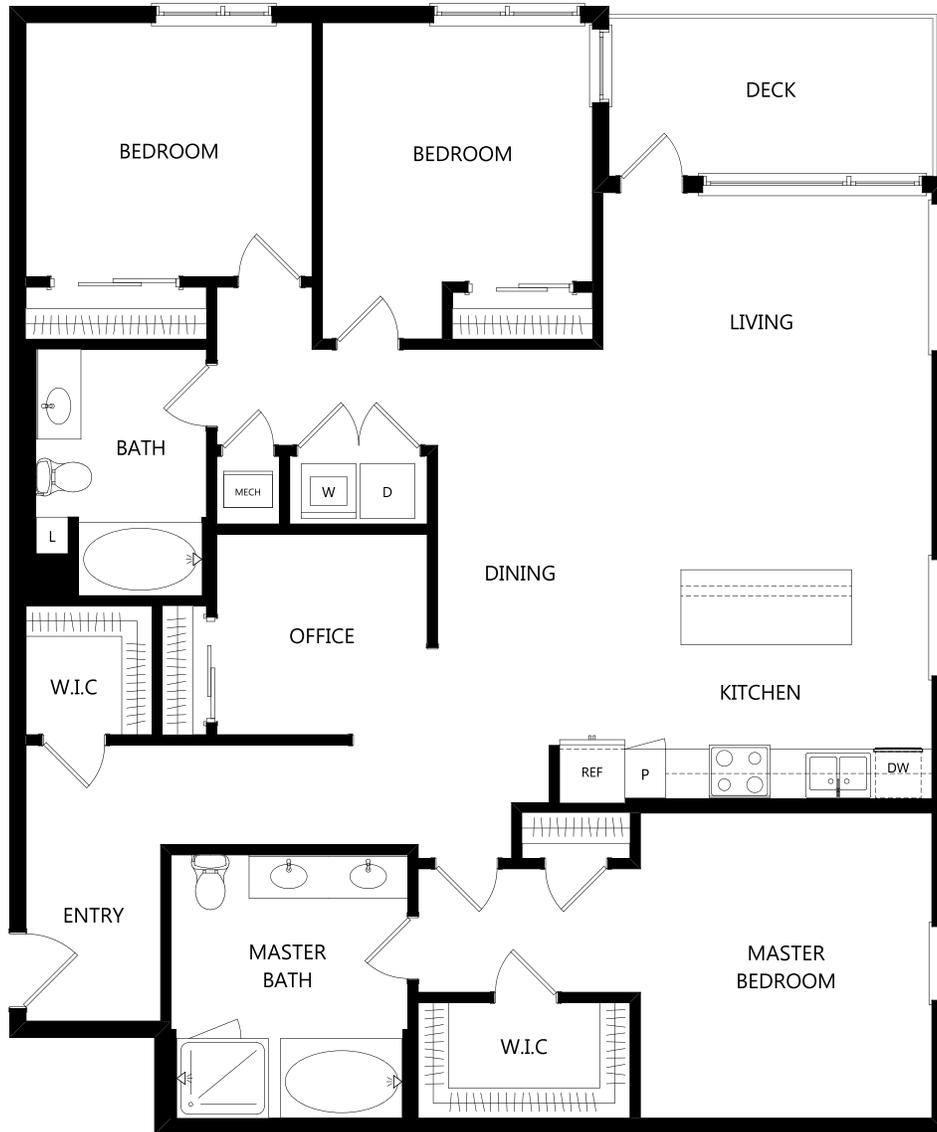 DECK
BEDROOM
BEDROOM
LIVING
BATH
MECH
W
D
L
DINING
OFFICE
W.I.C
KITCHEN
REF
P
DW
ENTRY
MASTER
BATH
MASTER
BEDROOM
W.I.C